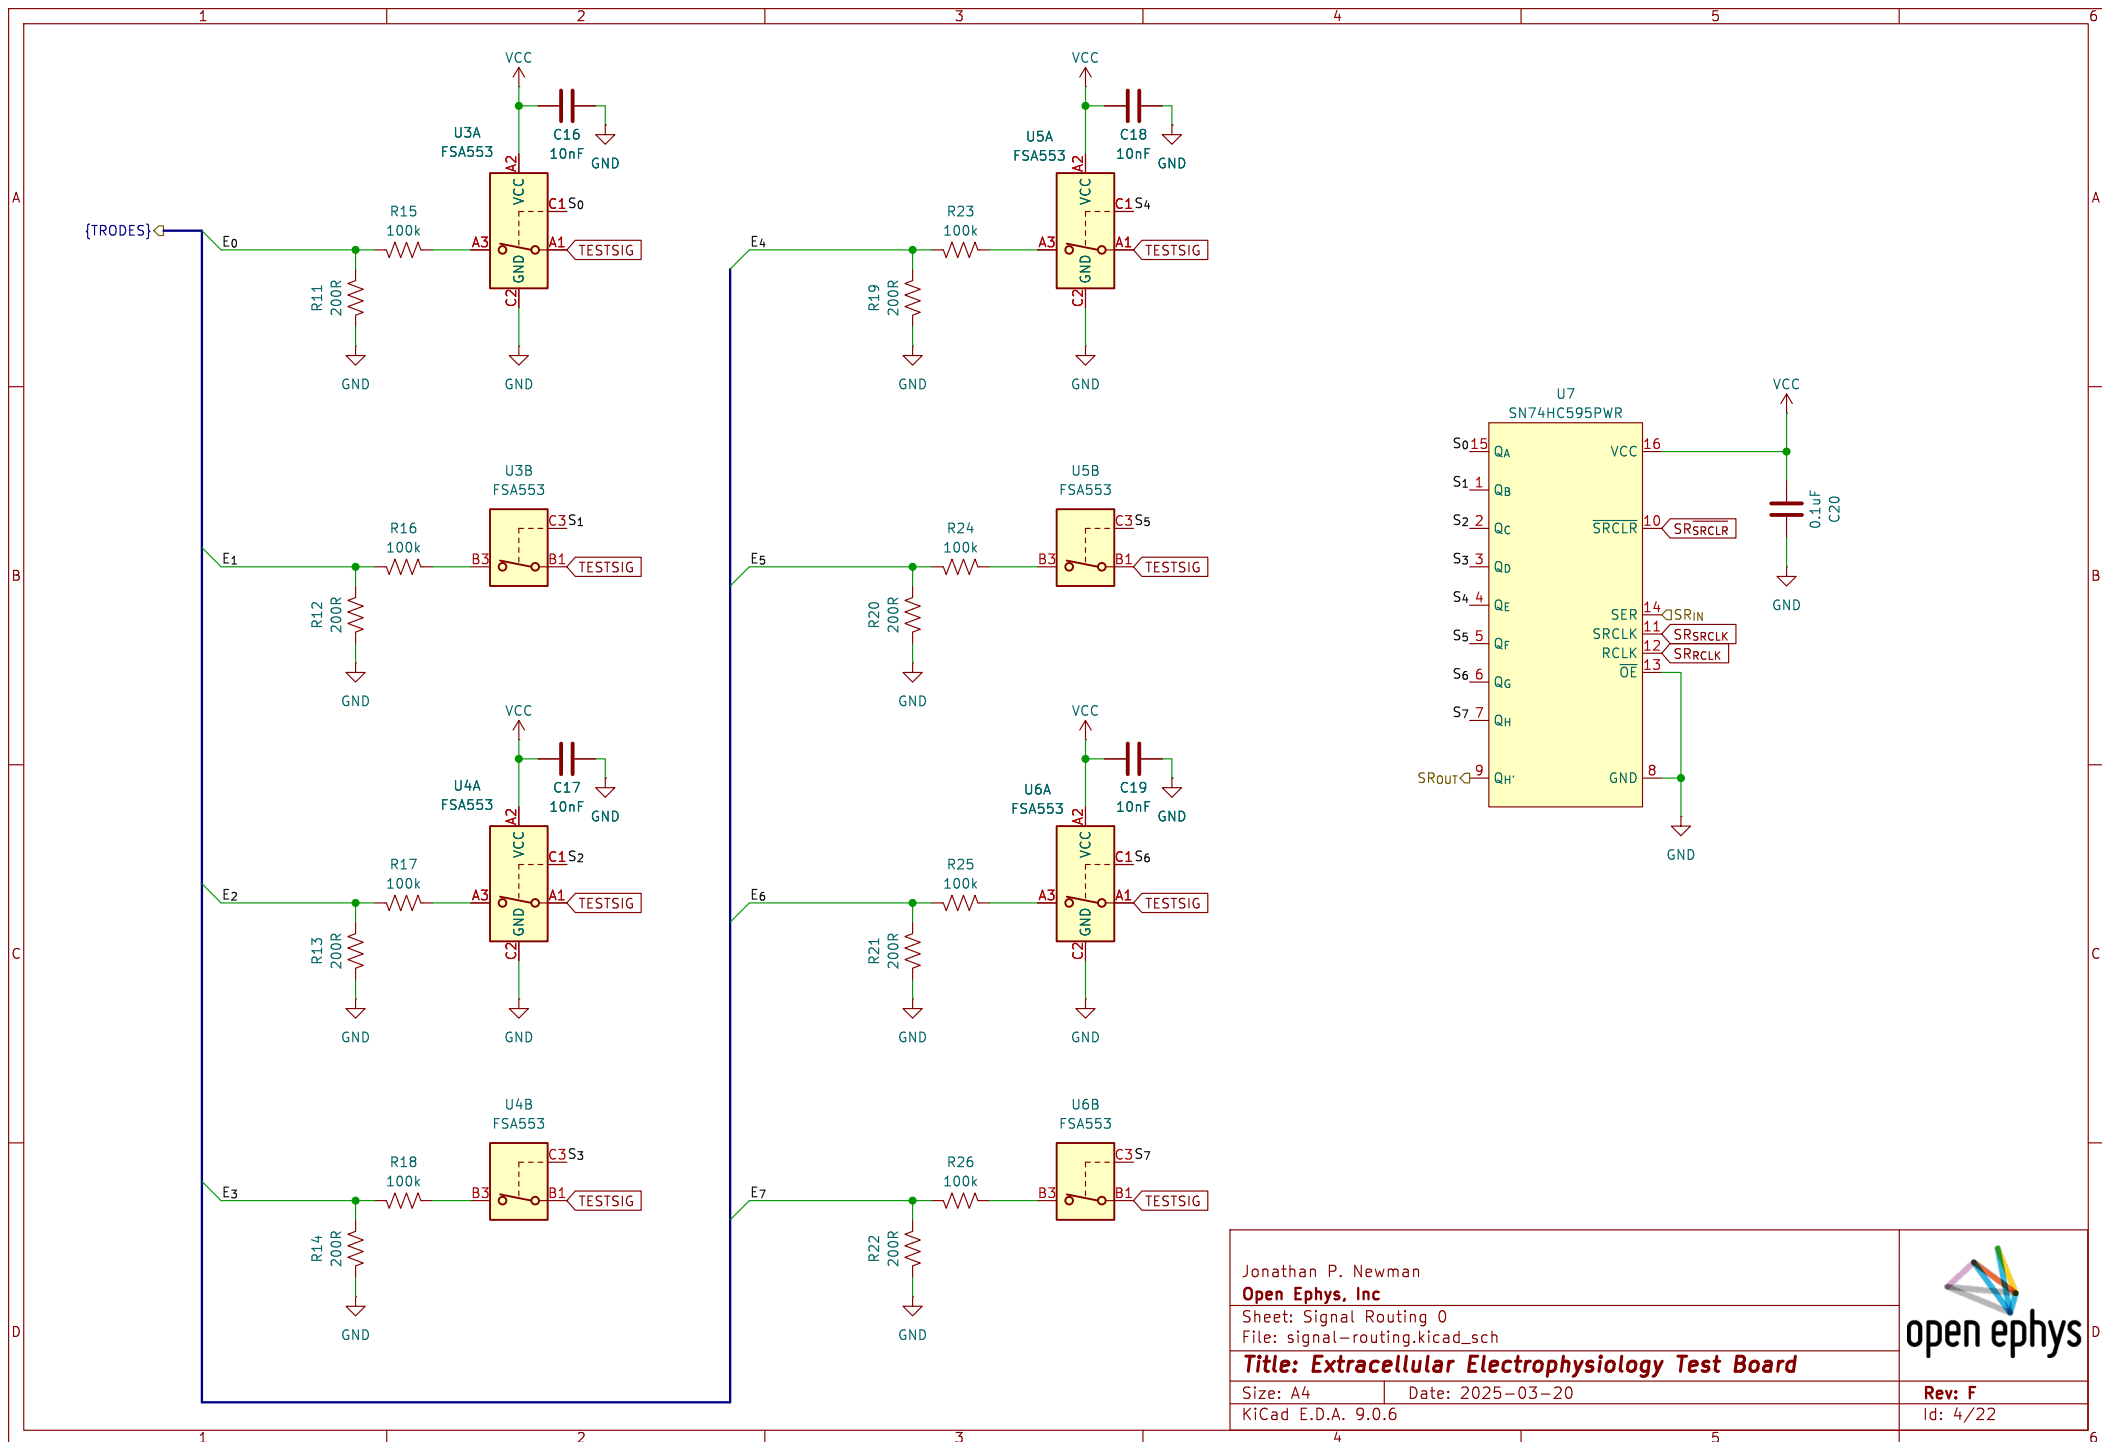 1 2 3 4 5 6
A
B
C
D
A
B
C
D
1 2 3 4 5 6
{TRODES}
VCC
C16
10nF
GND
U3A
FSA553
A2
VCC
C1 S0
E0
R15
100k
A3
A1
TESTSIG
GND
C2
R11
200R
GND
GND
U3B
FSA553
C3 S1
E1
R16
100k
B3
B1
TESTSIG
R12
200R
GND
VCC
C17
10nF
GND
U4A
FSA553
A2
VCC
C1 S2
E2
R17
100k
A3
A1
TESTSIG
GND
C2
R13
200R
GND
GND
U4B
FSA553
C3 S3
E3
R18
100k
B3
B1
TESTSIG
R14
200R
GND
VCC
C18
10nF
GND
U5A
FSA553
A2
VCC
C1 S4
E4
R23
100k
A3
A1
TESTSIG
GND
C2
R19
200R
GND
GND
U5B
FSA553
C3 S5
E5
R24
100k
B3
B1
TESTSIG
R20
200R
GND
VCC
C19
10nF
GND
U6A
FSA553
A2
VCC
C1 S6
E6
R25
100k
A3
A1
TESTSIG
GND
C2
R21
200R
GND
GND
U6B
FSA553
C3 S7
E7
R26
100k
B3
B1
TESTSIG
R22
200R
GND
U7
SN74HC595PWR
S0 15 QA
S1 1 QB
S2 2 QC
S3 3 QD
S4 4 QE
S5 5 QF
S6 6 QG
S7 7 QH
SROUT 9 QH'
VCC 16
SRCLR 10 SRSRCLR
SER 14 SRIN
SRCLK 11 SRSRCLK
RCLK 12 SRRCLK
OE 13
GND 8
GND
VCC
0.1uF
C20
GND
Jonathan P. Newman
Open Ephys, Inc
Sheet: Signal Routing 0
File: signal-routing.kicad_sch
Title: Extracellular Electrophysiology Test Board
Size: A4 Date: 2025-03-20
Rev: F
KiCad E.D.A. 9.0.6
Id: 4/22
open ephys